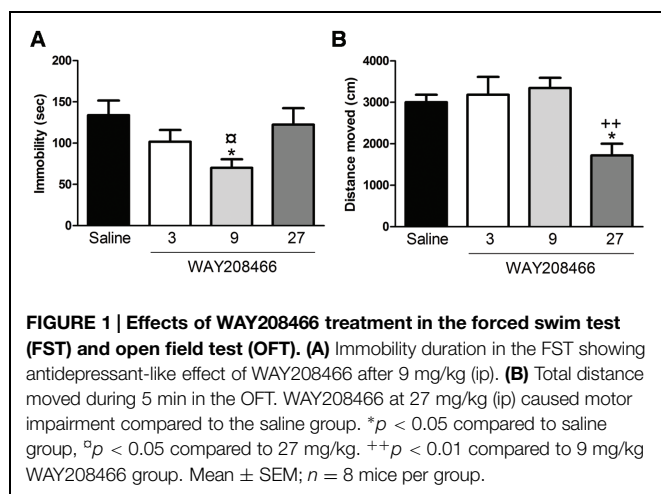 A
B
200
150
100
50
0
Immobility (sec)
¤
*
Saline 3 9 27
WAY208466
4000
3000
2000
1000
0
Distance moved (cm)
++
*
Saline 3 9 27
WAY208466
FIGURE 1 | Effects of WAY208466 treatment in the forced swim test
(FST) and open field test (OFT). (A) Immobility duration in the FST showing
antidepressant-like effect of WAY208466 after 9 mg/kg (ip). (B) Total distance
moved during 5 min in the OFT. WAY208466 at 27 mg/kg (ip) caused motor
impairment compared to the saline group. *p < 0.05 compared to saline
group, ¤p < 0.05 compared to 27 mg/kg. ++p < 0.01 compared to 9 mg/kg
WAY208466 group. Mean ± SEM; n = 8 mice per group.